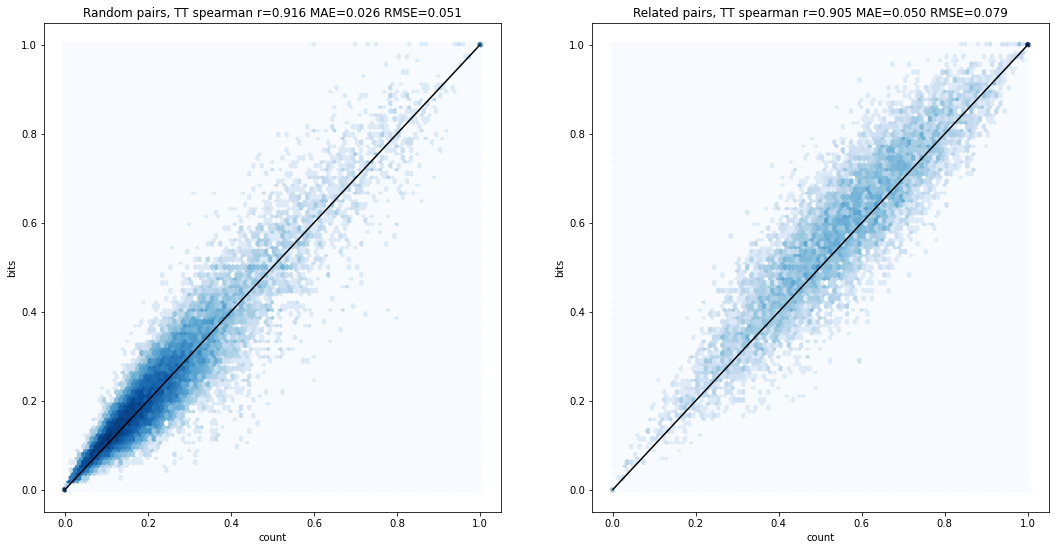 Random pairs, TT spearman r=0.916 MAE=0.026 RMSE=0.051
1.0
0.8
0.6
0.4
0.2
0.0
bits
0.0 0.2 0.4 0.6 0.8 1.0
count
Related pairs, TT spearman r=0.905 MAE=0.050 RMSE=0.079
1.0
0.8
0.6
0.4
0.2
0.0
bits
0.0 0.2 0.4 0.6 0.8 1.0
count